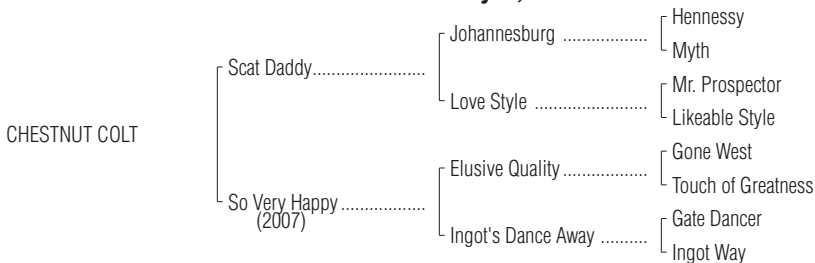 Hennessy
Johannesburg ..................
Myth
Scat Daddy........................
Mr. Prospector
Love Style ........................
Likeable Style
CHESTNUT COLT
Gone West
Elusive Quality ..................
Touch of Greatness
So Very Happy ..................
(2007)
Gate Dancer
Ingot's Dance Away ..........
Ingot Way